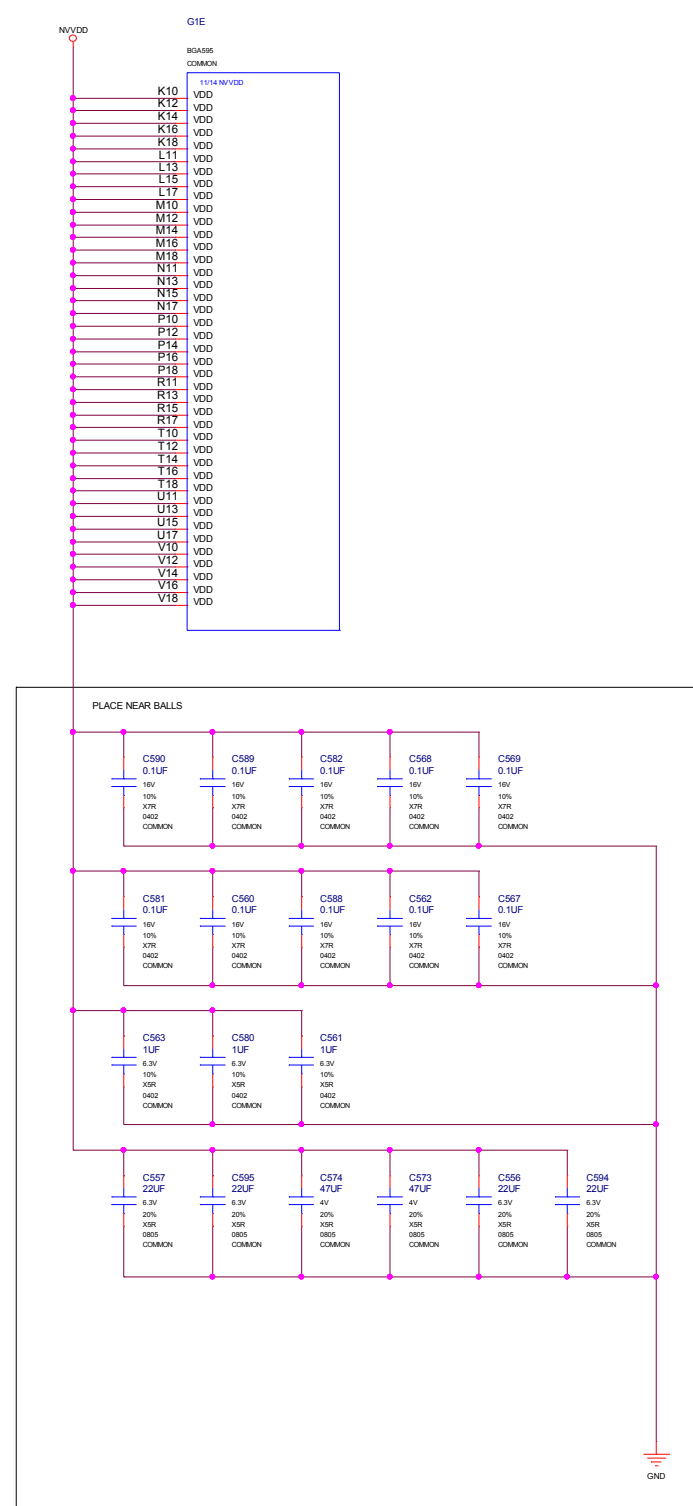 NVVDD
G1E
BGA595
COMMON
11/14 NVVDD
K10 VDD
K12 VDD
K14 VDD
K16 VDD
K18 VDD
L11 VDD
L13 VDD
L15 VDD
L17 VDD
M10 VDD
M12 VDD
M14 VDD
M16 VDD
M18 VDD
N11 VDD
N13 VDD
N15 VDD
N17 VDD
P10 VDD
P12 VDD
P14 VDD
P16 VDD
P18 VDD
R11 VDD
R13 VDD
R15 VDD
R17 VDD
T10 VDD
T12 VDD
T14 VDD
T16 VDD
T18 VDD
U11 VDD
U13 VDD
U15 VDD
U17 VDD
V10 VDD
V12 VDD
V14 VDD
V16 VDD
V18 VDD
PLACE NEAR BALLS
C590 C589 C582 C568 C569
0.1UF 0.1UF 0.1UF 0.1UF 0.1UF
16V 16V 16V 16V 16V
10% 10% 10% 10% 10%
X7R X7R X7R X7R X7R
0402 0402 0402 0402 0402
COMMON COMMON COMMON COMMON COMMON
C581 C560 C588 C562 C567
0.1UF 0.1UF 0.1UF 0.1UF 0.1UF
16V 16V 16V 16V 16V
10% 10% 10% 10% 10%
X7R X7R X7R X7R X7R
0402 0402 0402 0402 0402
COMMON COMMON COMMON COMMON COMMON
C563 C580 C561
1UF 1UF 1UF
6.3V 6.3V 6.3V
10% 10% 10%
X5R X5R X5R
0402 0402 0402
COMMON COMMON COMMON
C557 C595 C574 C573 C556 C594
22UF 22UF 47UF 47UF 22UF 22UF
6.3V 6.3V 4V 4V 6.3V 6.3V
20% 20% 20% 20% 20% 20%
X5R X5R X5R X5R X5R X5R
0805 0805 0805 0805 0805 0805
COMMON COMMON COMMON COMMON COMMON COMMON
GND